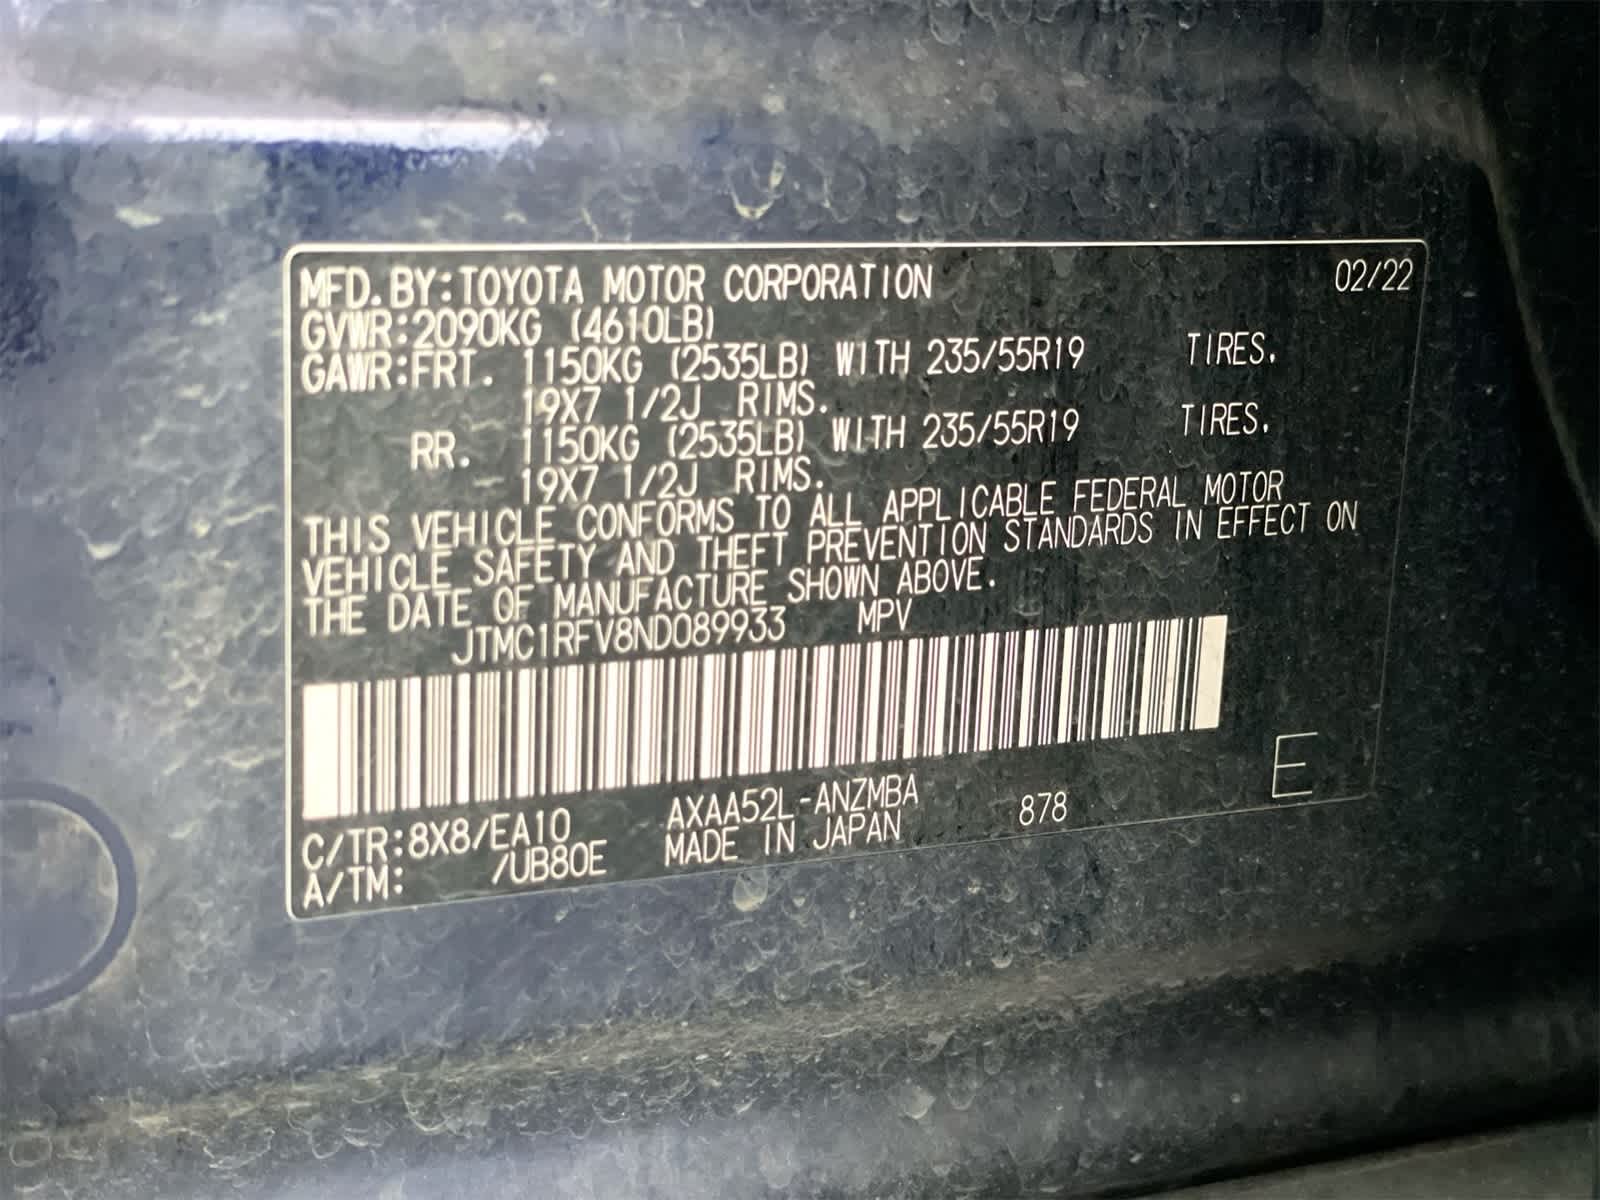 MFD.BY:TOYOTA MOTOR CORPORATION 02/22
GVWR:2090KG (4610LB)
GAWR:FRT. 1150KG (2535LB) WITH 235/55R19 TIRES.
19X7 1/2J RIMS.
RR. 1150KG (2535LB) WITH 235/55R19 TIRES.
19X7 1/2J RIMS.
THIS VEHICLE CONFORMS TO ALL APPLICABLE FEDERAL MOTOR
VEHICLE SAFETY AND THEFT PREVENTION STANDARDS IN EFFECT ON
THE DATE OF MANUFACTURE SHOWN ABOVE.
JTMC1RFV8ND089933 MPV
C/TR:8X8/EA10 AXAA52L-ANZMBA 878 E
A/TM: /UB80E MADE IN JAPAN